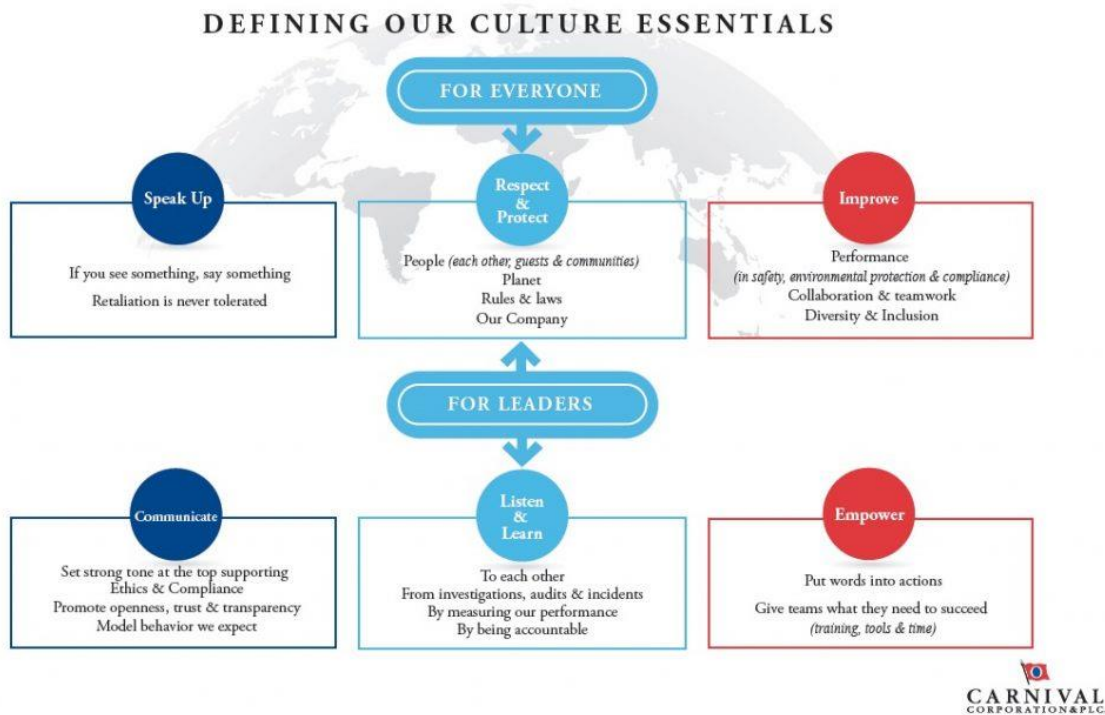 DEFINING OUR CULTURE ESSENTIALS
FOR EVERYONE
Speak Up
If you see something, say something
Retaliation is never tolerated
Respect
&
Protect
People (each other, guests & communities)
Planet
Rules & laws
Our Company
Improve
Performance
(in safety, environmental protection & compliance)
Collaboration & teamwork
Diversity & Inclusion
FOR LEADERS
Communicate
Set strong tone at the top supporting
Ethics & Compliance
Promote openness, trust & transparency
Model behavior we expect
Listen
&
Learn
To each other
From investigations, audits & incidents
By measuring our performance
By being accountable
Empower
Put words into actions
Give teams what they need to succeed
(training, tools & time)
CARNIVAL
CORPORATION&PLC